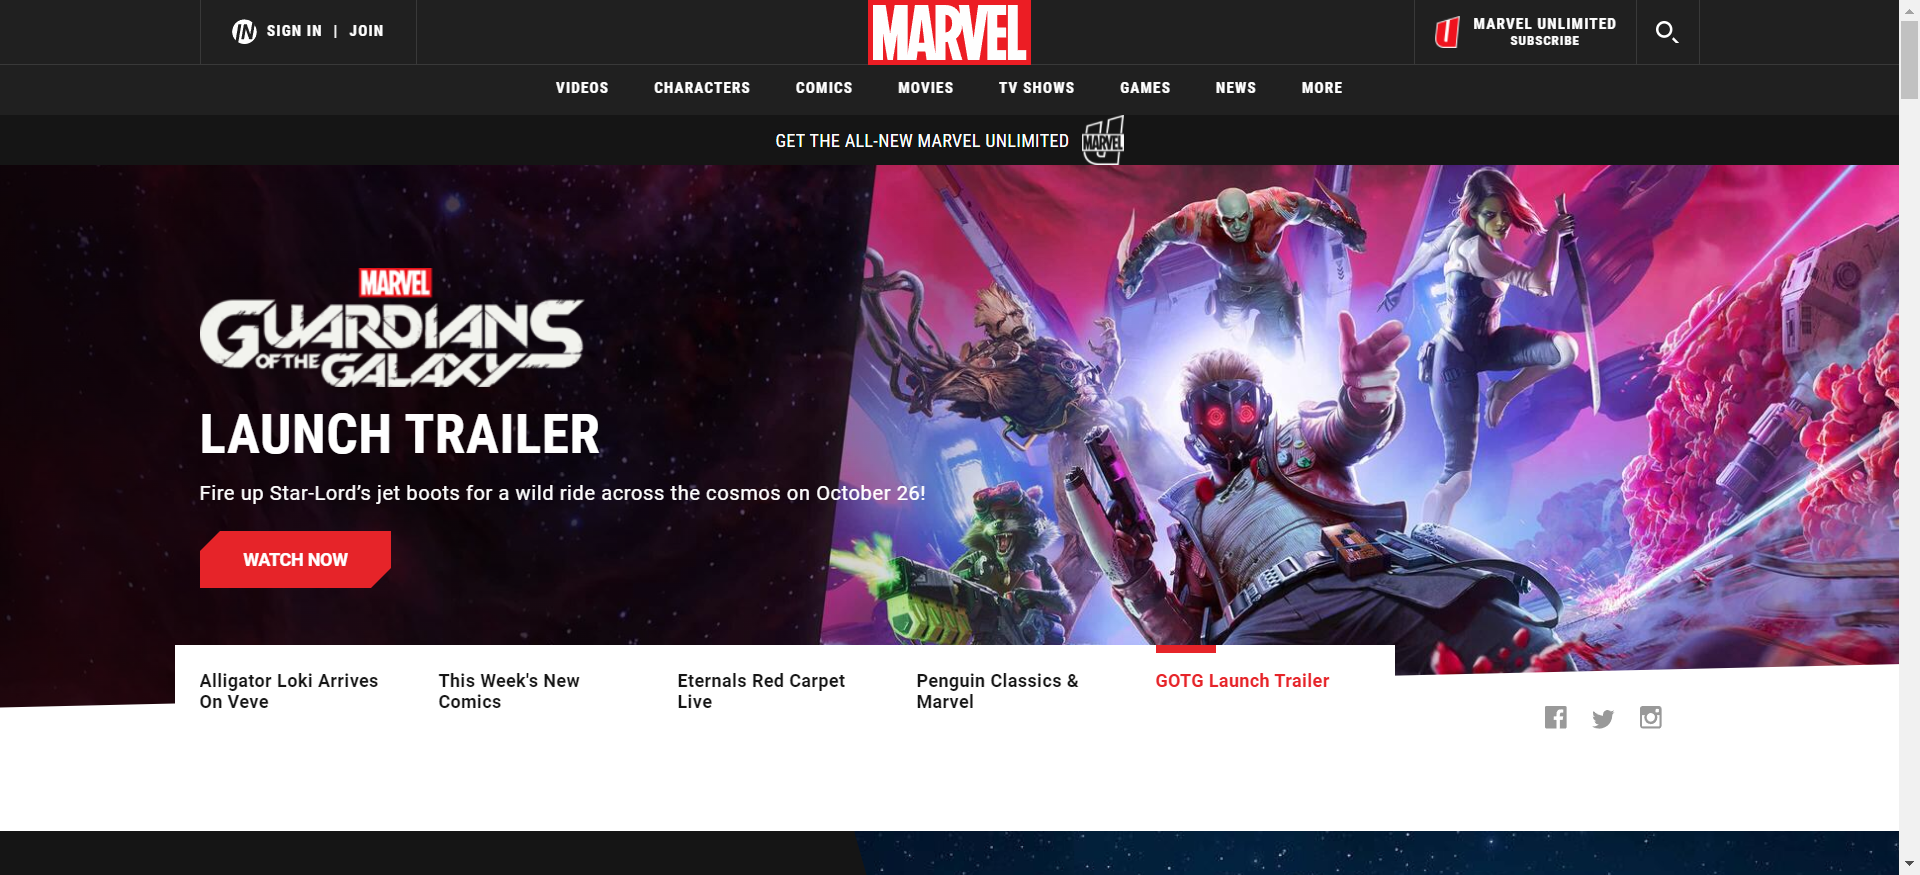 IN SIGN IN | JOIN
MARVEL
MARVEL UNLIMITED
SUBSCRIBE
VIDEOS CHARACTERS COMICS MOVIES TV SHOWS GAMES NEWS MORE
GET THE ALL-NEW MARVEL UNLIMITED MARVEL
MARVEL
GUARDIANS
OF THE
GALAXY
LAUNCH TRAILER
Fire up Star-Lord’s jet boots for a wild ride across the cosmos on October 26!
WATCH NOW
Alligator Loki Arrives
On Veve
This Week's New
Comics
Eternals Red Carpet
Live
Penguin Classics &
Marvel
GOTG Launch Trailer